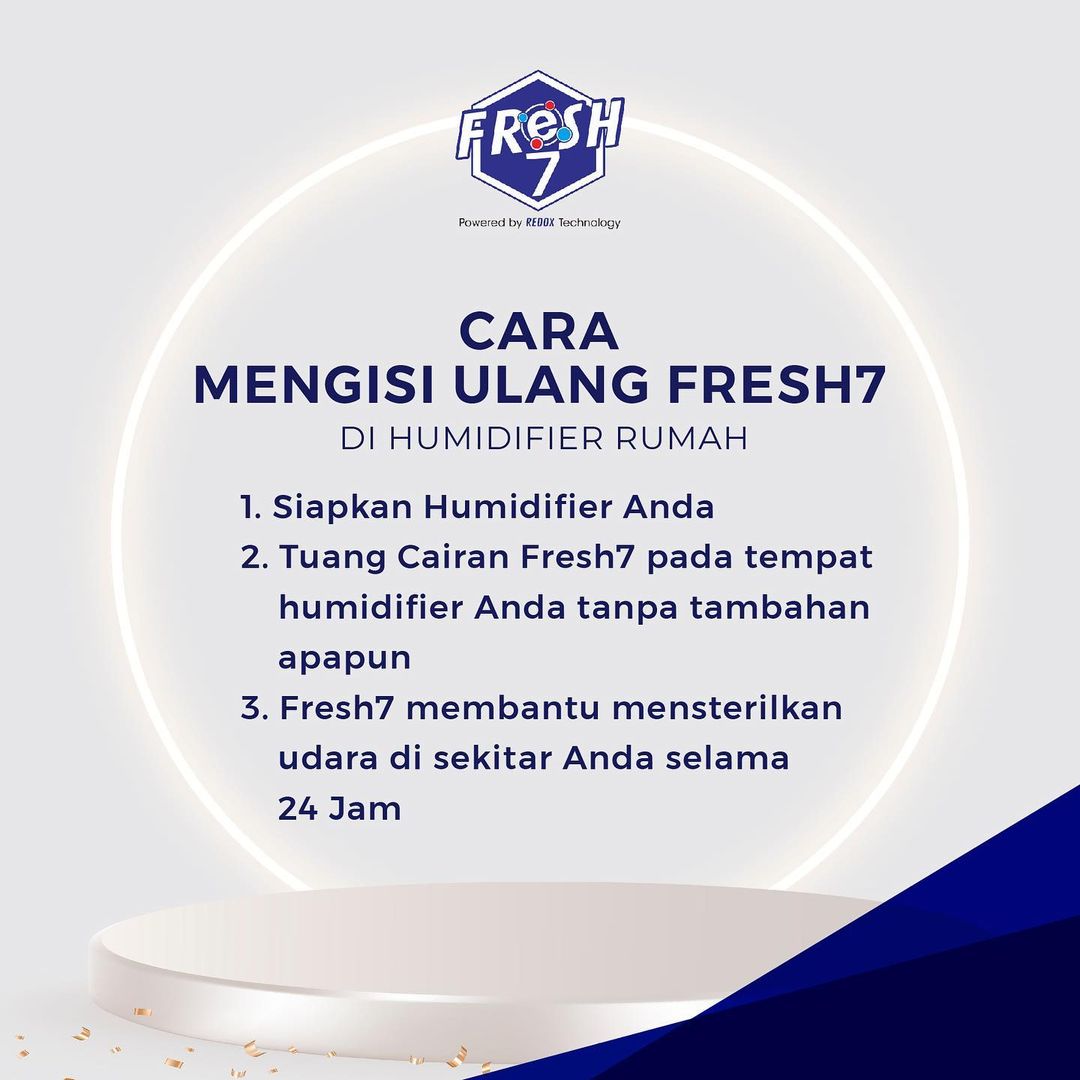 FReSH
7
Powered by REDOX Technology
CARA
MENGISI ULANG FRESH7
DI HUMIDIFIER RUMAH
1. Siapkan Humidifier Anda
2. Tuang Cairan Fresh7 pada tempat
humidifier Anda tanpa tambahan
apapun
3. Fresh7 membantu mensterilkan
udara di sekitar Anda selama
24 Jam